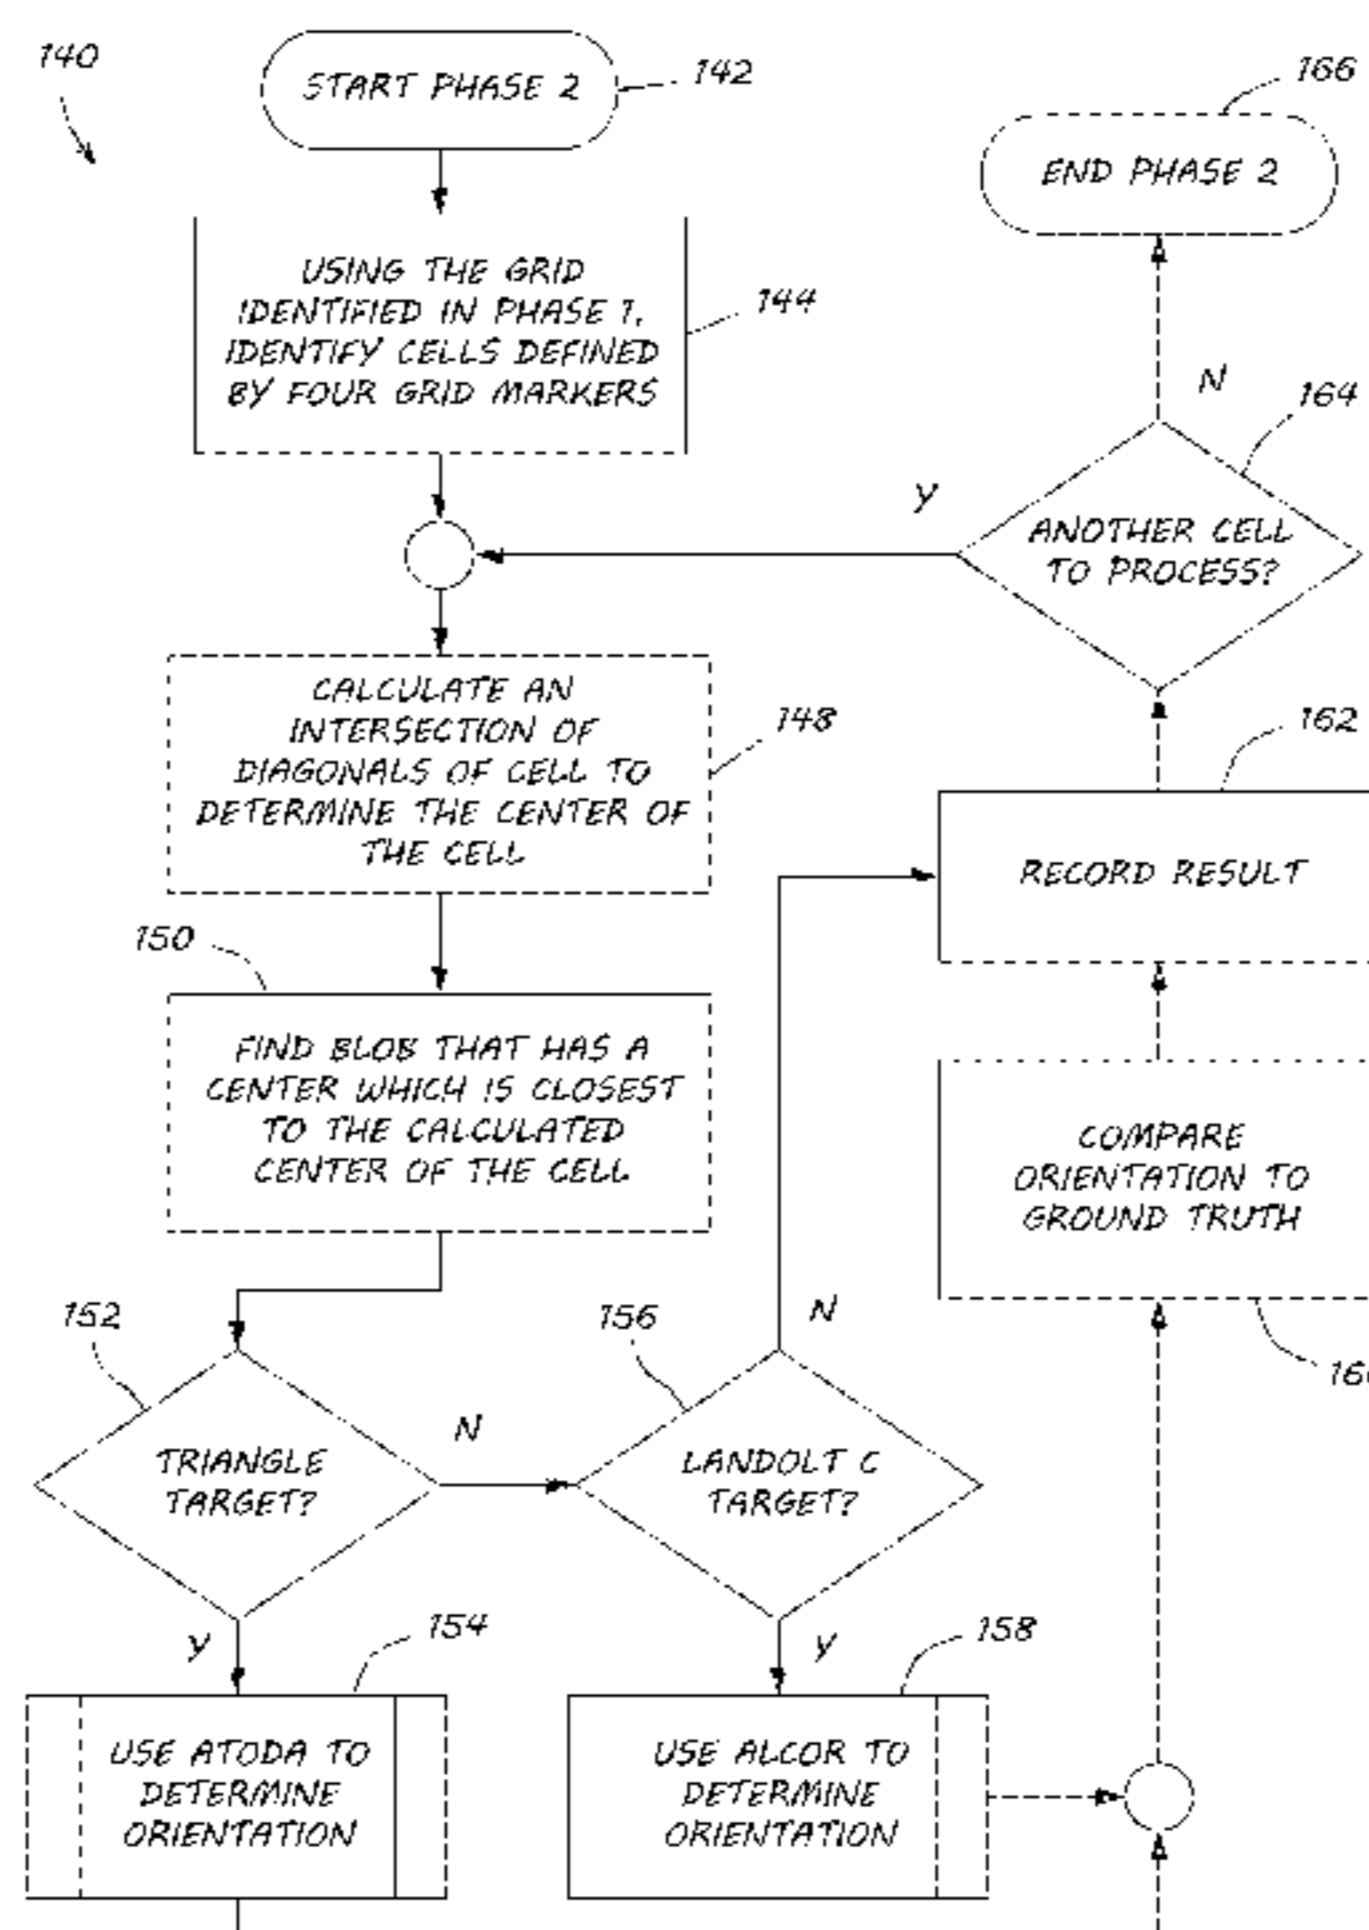 140
START PHASE 2
142
USING THE GRID
IDENTIFIED IN PHASE 1,
IDENTIFY CELLS DEFINED
BY FOUR GRID MARKERS
144
CALCULATE AN
INTERSECTION OF
DIAGONALS OF CELL TO
DETERMINE THE CENTER OF
THE CELL
148
150
FIND BLOB THAT HAS A
CENTER WHICH IS CLOSEST
TO THE CALCULATED
CENTER OF THE CELL
152
TRIANGLE
TARGET?
N
Y
154
USE ATODA TO
DETERMINE
ORIENTATION
156
LANDOLT C
TARGET?
N
Y
158
USE ALCOR TO
DETERMINE
ORIENTATION
COMPARE
ORIENTATION TO
GROUND TRUTH
162
RECORD RESULT
164
ANOTHER CELL
TO PROCESS?
Y
N
166
END PHASE 2